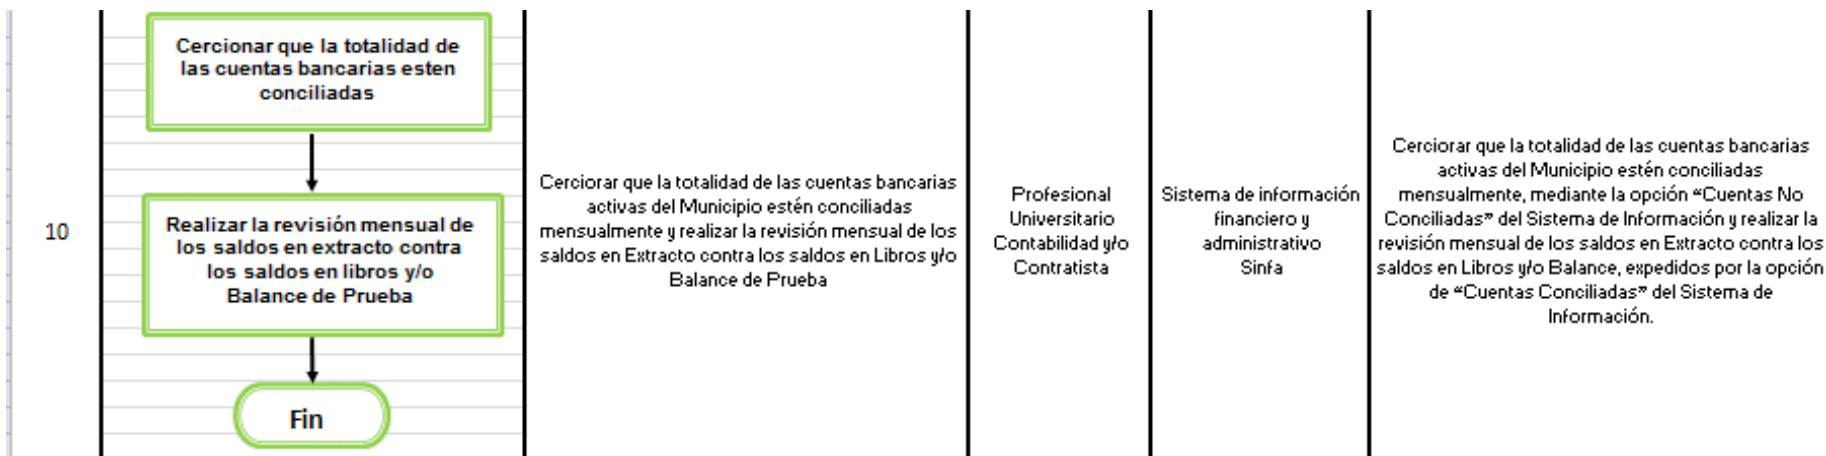 10
Cercionar que la totalidad de
las cuentas bancarias esten
conciliadas
Realizar la revisión mensual de
los saldos en extracto contra
los saldos en libros y/o
Balance de Prueba
Fin
Cerciorar que la totalidad de las cuentas bancarias
activas del Municipio estén conciliadas
mensualmente y realizar la revisión mensual de los
saldos en Extracto contra los saldos en Libros y/o
Balance de Prueba
Profesional
Universitario
Contabilidad y/o
Contratista
Sistema de información
financiero y
administrativo
Sinfa
Cerciorar que la totalidad de las cuentas bancarias
activas del Municipio estén conciliadas
mensualmente, mediante la opción “Cuentas No
Conciliadas” del Sistema de Información y realizar la
revisión mensual de los saldos en Extracto contra los
saldos en Libros y/o Balance, expedidos por la opción
de “Cuentas Conciliadas” del Sistema de
Información.